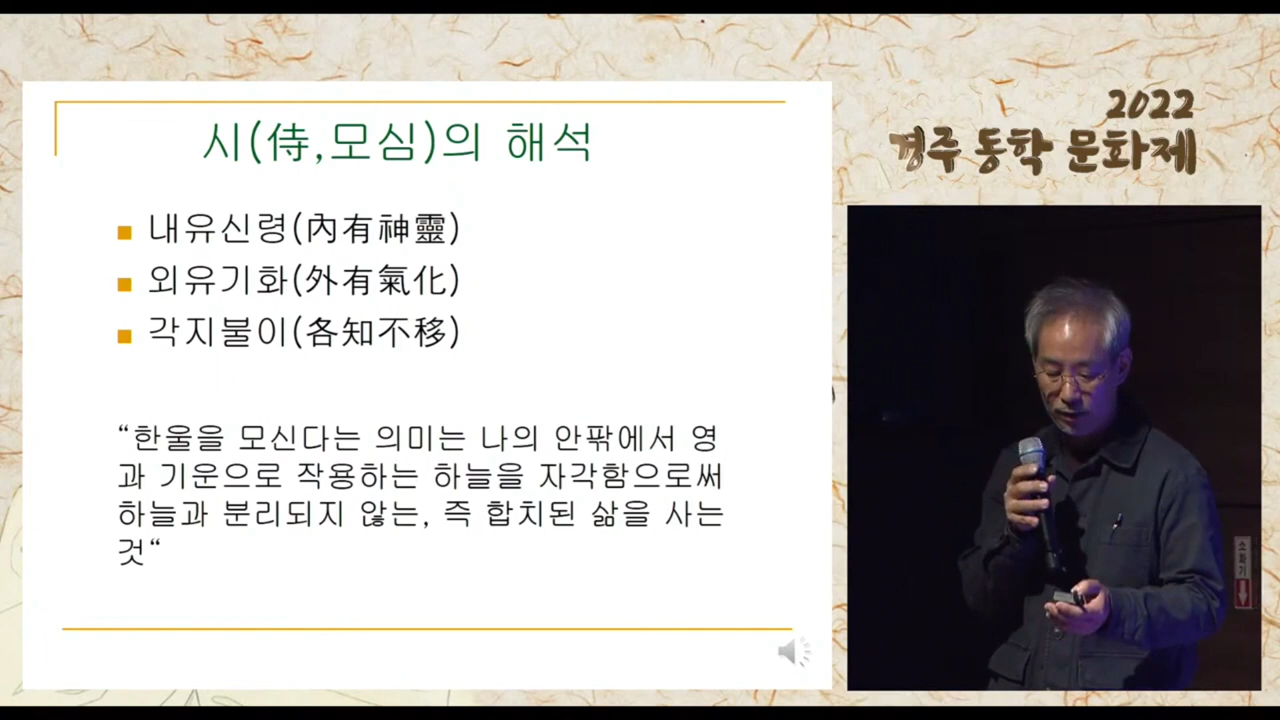 시(侍,모심)의 해석
내유신령(內有神靈)
외유기화(外有氣化)
각지불이(各知不移)
“한울을 모신다는 의미는 나의 안팎에서 영
과 기운으로 작용하는 하늘을 자각함으로써
하늘과 분리되지 않는, 즉 합치된 삶을 사는
것“
2022
경주 동학 문화제
소화기